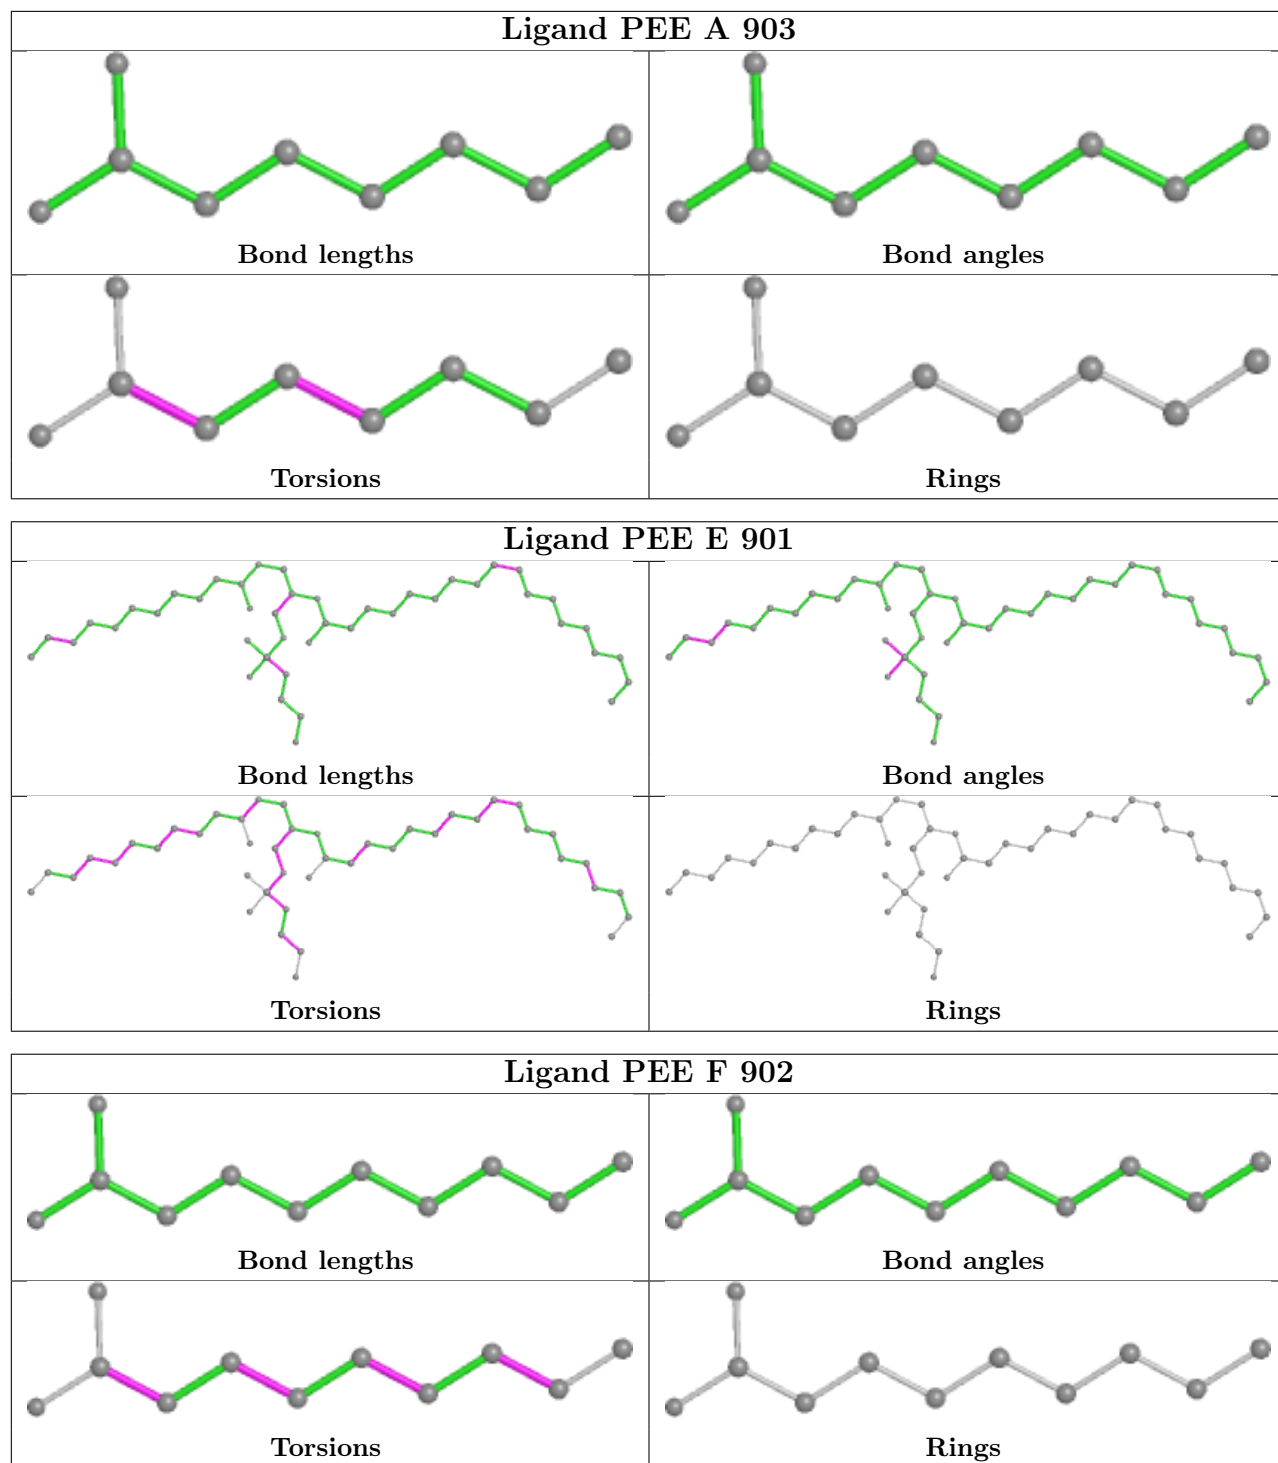 Ligand PEE A 903
Bond lengths
Bond angles
Torsions
Rings
Ligand PEE E 901
Bond lengths
Bond angles
Torsions
Rings
Ligand PEE F 902
Bond lengths
Bond angles
Torsions
Rings